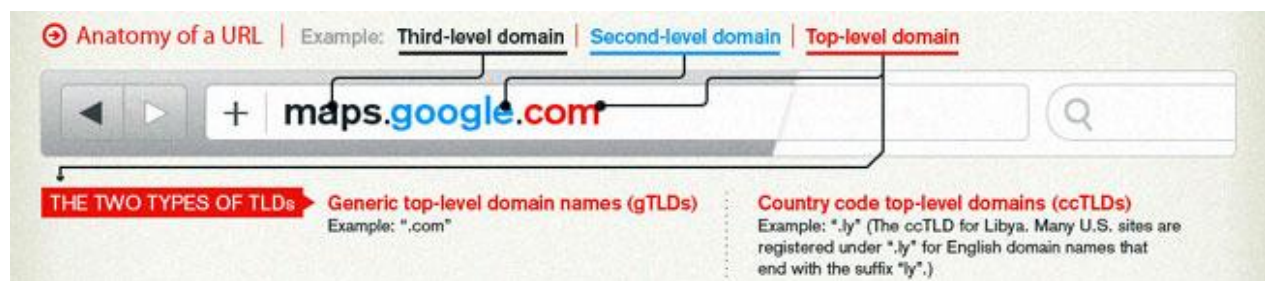 Anatomy of a URL | Example: Third-level domain | Second-level domain | Top-level domain
+ maps.google.com
THE TWO TYPES OF TLDs
Generic top-level domain names (gTLDs)
Example: ".com"
Country code top-level domains (ccTLDs)
Example: ".ly" (The ccTLD for Libya. Many U.S. sites are
registered under ".ly" for English domain names that
end with the suffix "ly".)